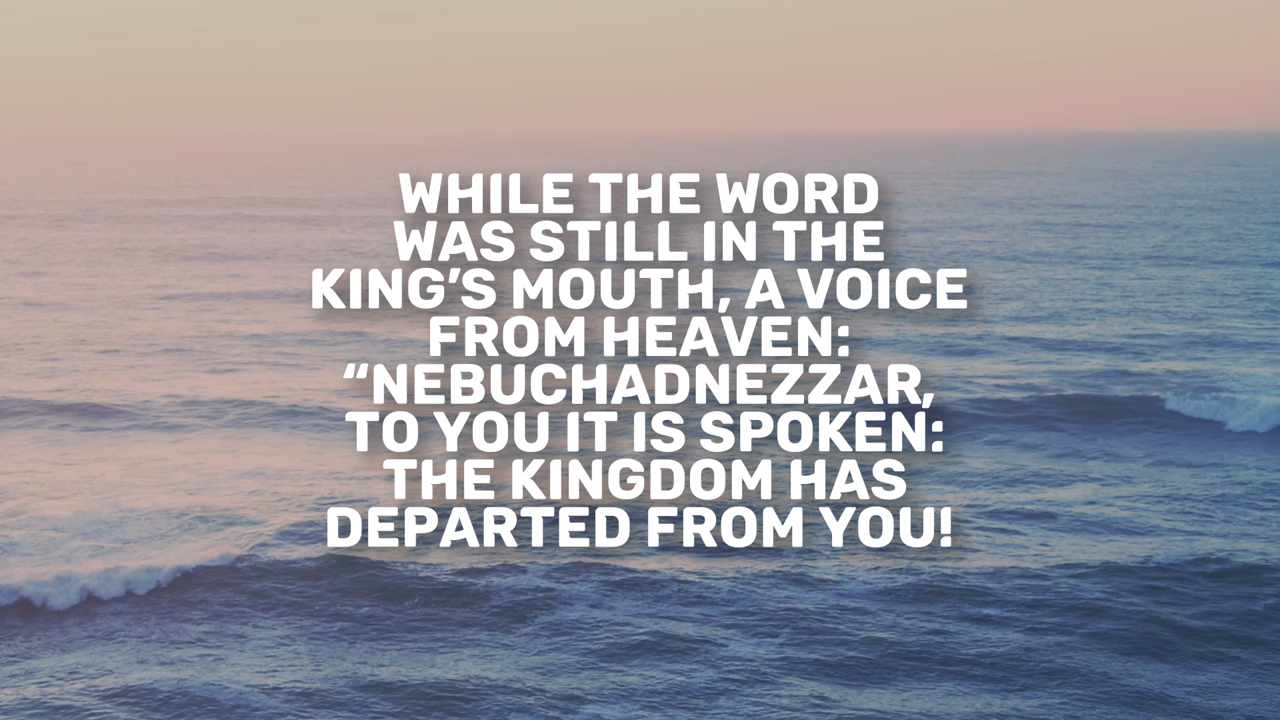 WHILE THE WORD
WAS STILL IN THE
KING’S MOUTH, A VOICE
FROM HEAVEN:
“NEBUCHADNEZZAR,
TO YOU IT IS SPOKEN:
THE KINGDOM HAS
DEPARTED FROM YOU!